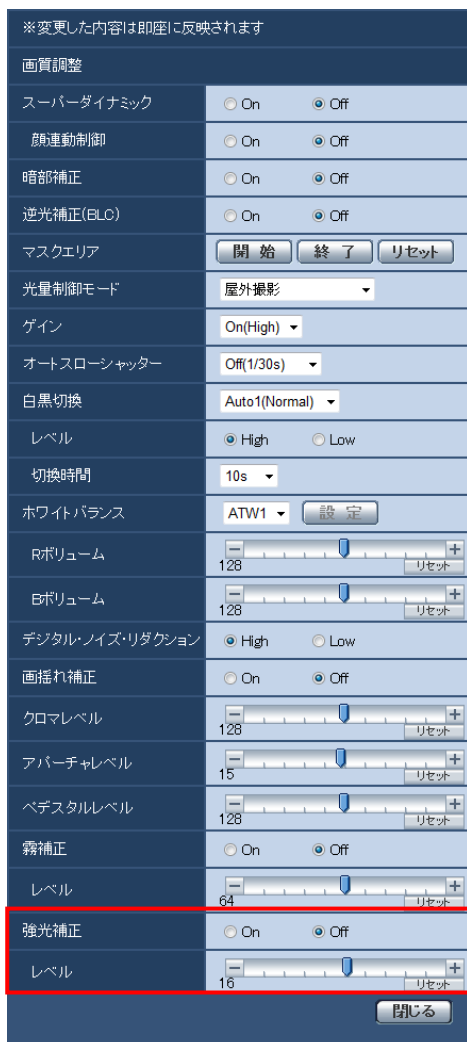 ※変更した内容は即座に反映されます
画質調整
スーパーダイナミック On Off
顔連動制御 On Off
暗部補正 On Off
逆光補正(BLC) On Off
マスクエリア 開始 終了 リセット
光量制御モード 屋外撮影
ゲイン On(High)
オートスローシャッター Off(1/30s)
白黒切換 Auto1(Normal)
レベル High Low
切換時間 10s
ホワイトバランス ATW1 設定
Rボリューム − +
128 リセット
Bボリューム − +
128 リセット
デジタル・ノイズ・リダクション High Low
画揺れ補正 On Off
クロマレベル − +
128 リセット
アパーチャレベル − +
15 リセット
ペデスタルレベル − +
128 リセット
霧補正 On Off
レベル − +
64 リセット
強光補正 On Off
レベル − +
16 リセット
閉じる